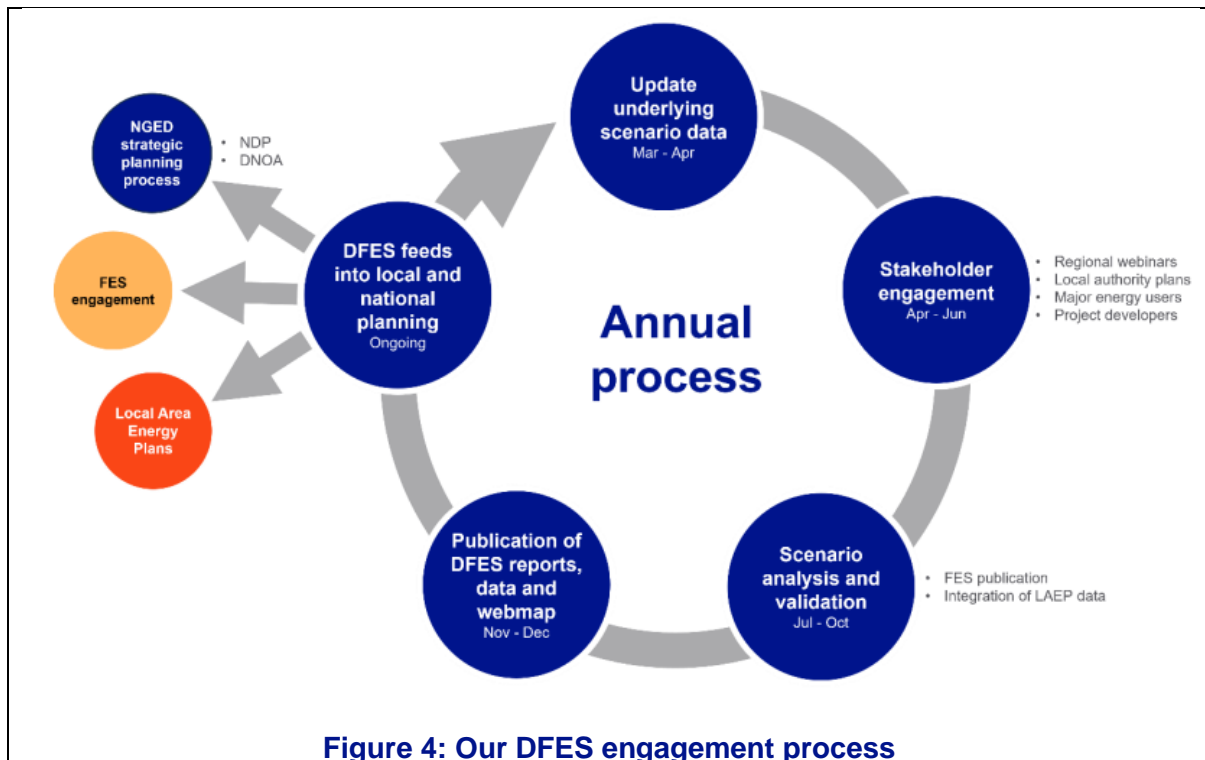 Update
underlying
scenario data
Mar - Apr
NGED
strategic
planning
process
• NDP
• DNOA
DFES feeds
into local and
national
planning
Ongoing
FES
engagement
Local Area
Energy
Plans
Annual
process
Stakeholder
engagement
Apr - Jun
• Regional webinars
• Local authority plans
• Major energy users
• Project developers
Publication of
DFES reports,
data and
webmap
Nov - Dec
Scenario
analysis and
validation
Jul - Oct
• FES publication
• Integration of LAEP data
Figure 4: Our DFES engagement process